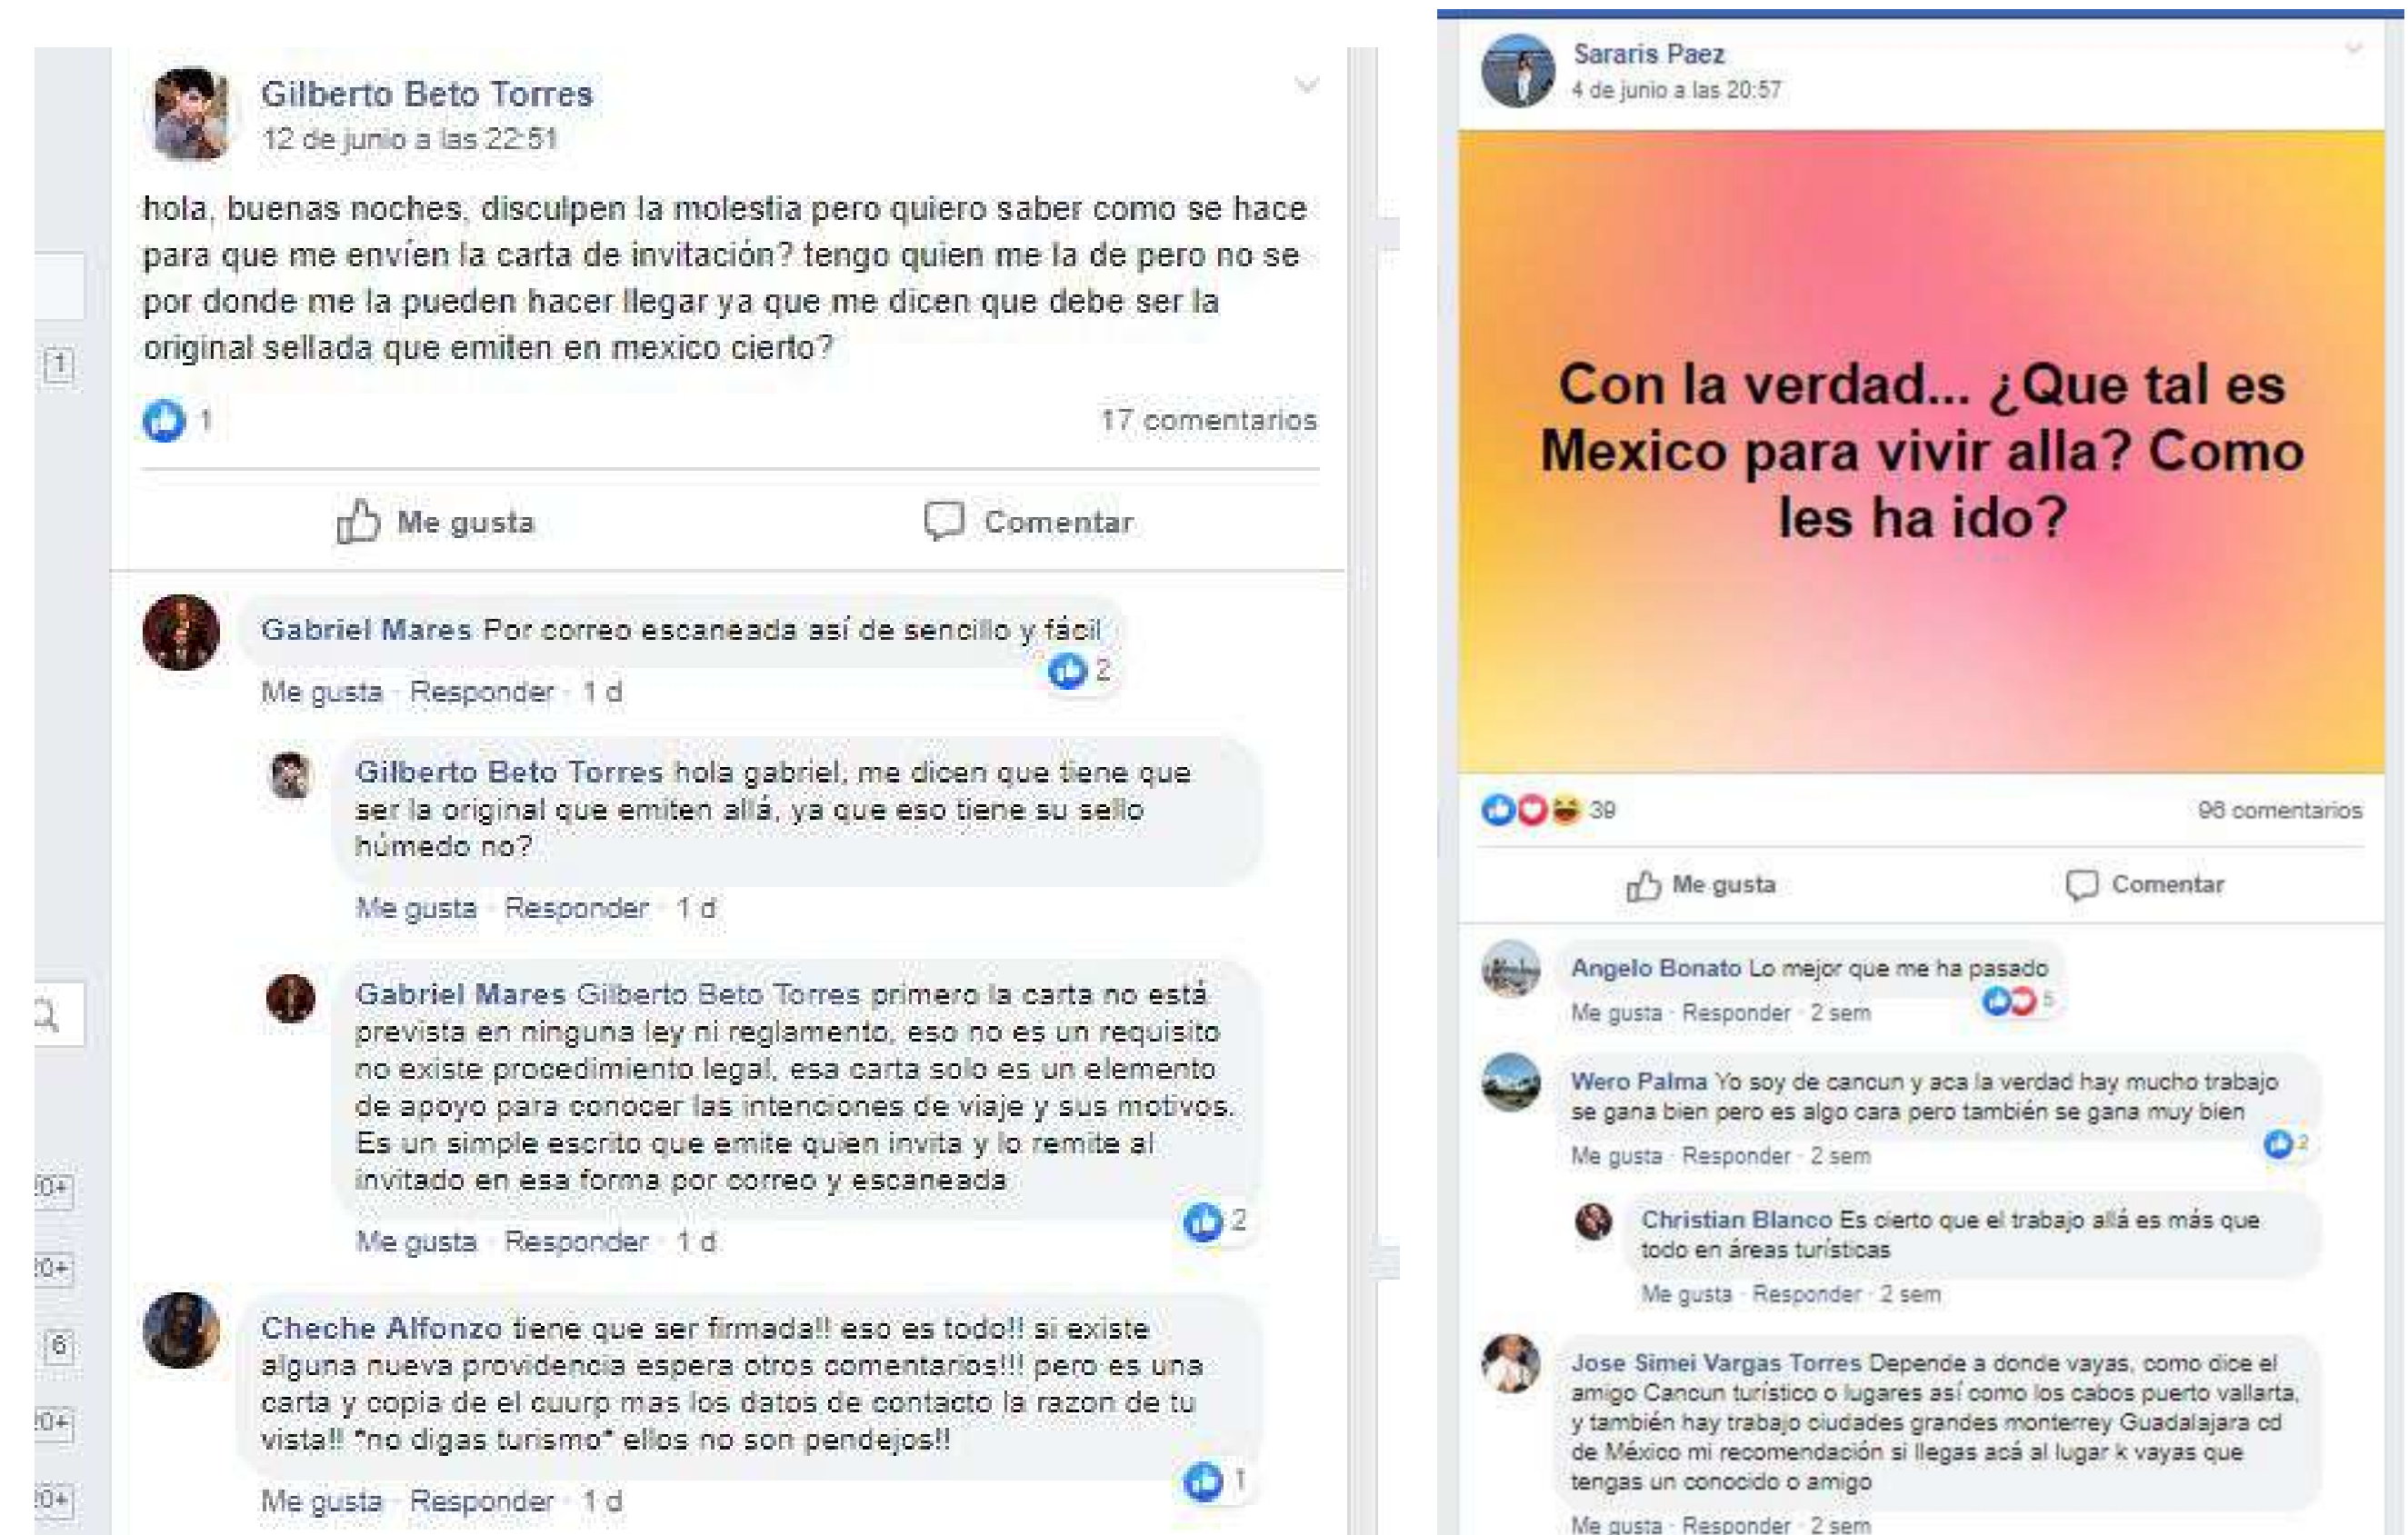 Gilberto Beto Torres
12 de junio a las 22:51
hola, buenas noches, disculpen la molestia pero quiero saber como se hace
para que me envíen la carta de invitación? tengo quien me la de pero no se
por donde me la pueden hacer llegar ya que me dicen que debe ser la
original sellada que emiten en mexico cierto?
1
17 comentarios
Me gusta
Comentar
Gabriel Mares Por correo escaneada así de sencillo y fácil
2
Me gusta · Responder · 1 d
Gilberto Beto Torres hola gabriel, me dicen que tiene que
ser la original que emiten allá, ya que eso tiene su sello
húmedo no?
Me gusta · Responder · 1 d
Gabriel Mares Gilberto Beto Torres primero la carta no está
prevista en ninguna ley ni reglamento, eso no es un requisito
no existe procedimiento legal, esa carta solo es un elemento
de apoyo para conocer las intenciones de viaje y sus motivos.
Es un simple escrito que emite quien invita y lo remite al
invitado en esa forma por correo y escaneada
2
Me gusta · Responder · 1 d
Cheche Alfonzo tiene que ser firmada!! eso es todo!! si existe
alguna nueva providencia espera otros comentarios!!! pero es una
carta y copia de el cuurp mas los datos de contacto la razon de tu
vista!! "no digas turismo" ellos no son pendejos!!
1
Me gusta · Responder · 1 d
1
20+
20+
6
20+
20+
Sararis Paez
4 de junio a las 20:57
Con la verdad... ¿Que tal es
Mexico para vivir alla? Como
les ha ido?
39
96 comentarios
Me gusta
Comentar
Angelo Bonato Lo mejor que me ha pasado
5
Me gusta · Responder · 2 sem
Wero Palma Yo soy de cancun y aca la verdad hay mucho trabajo
se gana bien pero es algo cara pero también se gana muy bien
2
Me gusta · Responder · 2 sem
Christian Blanco Es cierto que el trabajo allá es más que
todo en áreas turísticas
Me gusta · Responder · 2 sem
Jose Simei Vargas Torres Depende a donde vayas, como dice el
amigo Cancun turístico o lugares así como los cabos puerto vallarta,
y también hay trabajo ciudades grandes monterrey Guadalajara cd
de México mi recomendación si llegas acá al lugar k vayas que
tengas un conocido o amigo
Me gusta · Responder · 2 sem